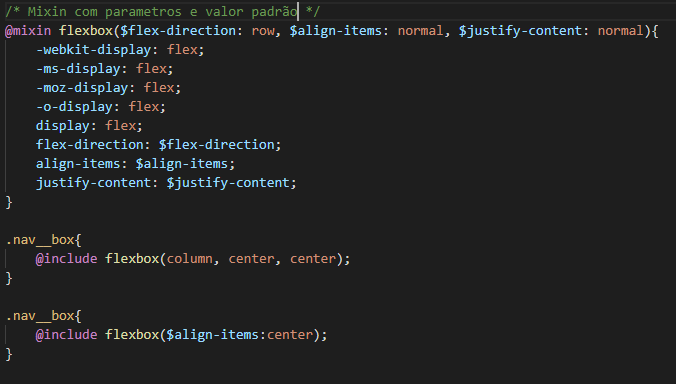 /* Mixin com parametros e valor padrão */
@mixin flexbox($flex-direction: row, $align-items: normal, $justify-content: normal){
    -webkit-display: flex;
    -ms-display: flex;
    -moz-display: flex;
    -o-display: flex;
    display: flex;
    flex-direction: $flex-direction;
    align-items: $align-items;
    justify-content: $justify-content;
}

.nav__box{
    @include flexbox(column, center, center);
}

.nav__box{
    @include flexbox($align-items:center);
}